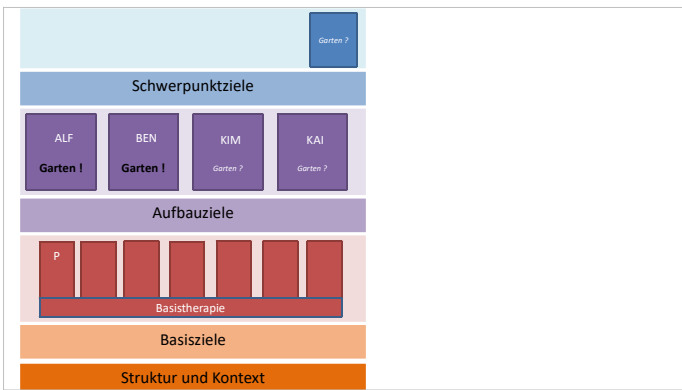 Garten ?
Schwerpunktziele
ALF
BEN
KIM
KAI
Garten !
Garten !
Garten ?
Garten ?
Aufbauziele
P
Basistherapie
Basisziele
Struktur und Kontext